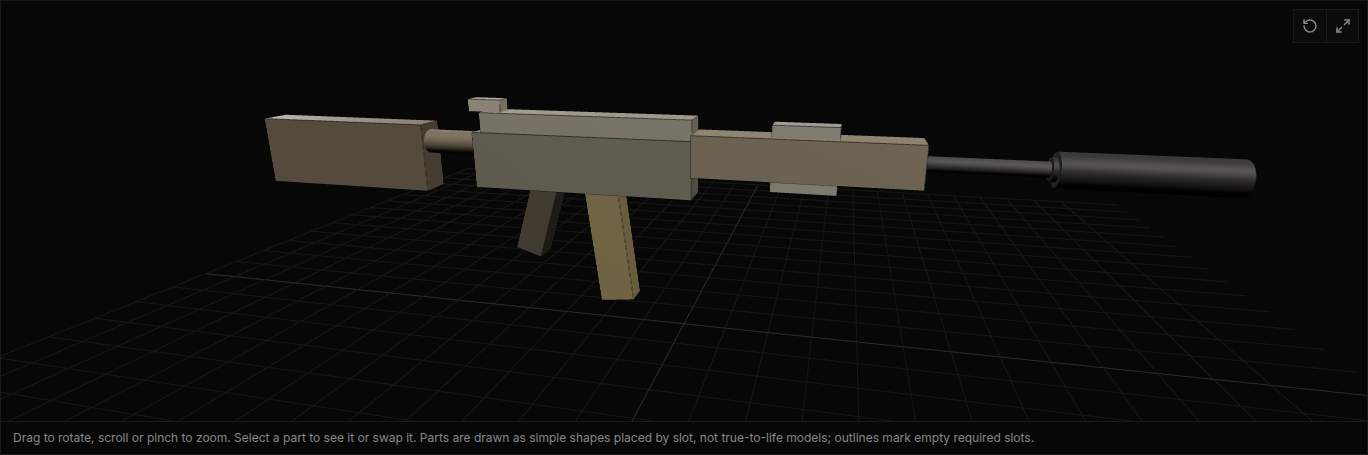 Drag to rotate, scroll or pinch to zoom. Select a part to see it or swap it. Parts are drawn as simple shapes placed by slot, not true-to-life models; outlines mark empty required slots.